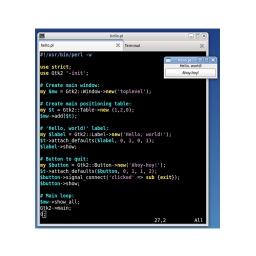 hello.pl
hello.pl
Terminal
#!/usr/bin/perl -w
use strict;
use Gtk2 '-init';
# Create main window:
my $mw = Gtk2::Window->new('toplevel');
# Create main positioning table:
my $t = Gtk2::Table->new (1,2,0);
$mw->add($t);
# 'Hello, world!' label:
my $label = Gtk2::Label->new('Hello, world!');
$t->attach_defaults($label, 0, 1, 0, 1);
$label->show;
# Button to quit:
my $button = Gtk2::Button->new('Ahoy-hoy!');
$t->attach_defaults($button, 0, 1, 1, 2);
$button->signal_connect('clicked' => sub {exit});
$button->show;
# Main loop:
$mw->show_all;
Gtk2->main;
0;
27,2 All
hello.pl
Hello, world!
Ahoy-hoy!